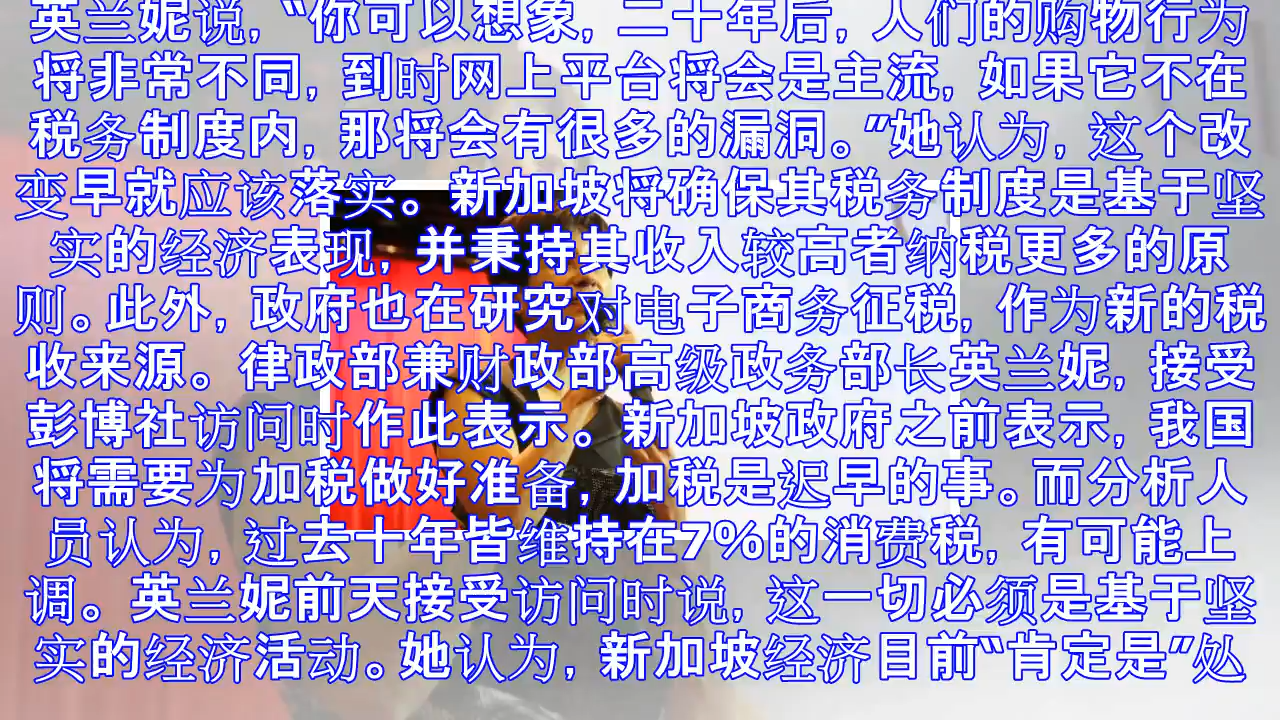 英兰妮说，“你可以想象，二十年后，人们的购物行为
将非常不同，到时网上平台将会是主流，如果它不在
税务制度内，那将会有很多的漏洞。”她认为，这个改
变早就应该落实。新加坡将确保其税务制度是基于坚
实的经济表现，并秉持其收入较高者纳税更多的原
则。此外，政府也在研究对电子商务征税，作为新的税
收来源。律政部兼财政部高级政务部长英兰妮，接受
彭博社访问时作此表示。新加坡政府之前表示，我国
将需要为加税做好准备，加税是迟早的事。而分析人
员认为，过去十年皆维持在7%的消费税，有可能上
调。英兰妮前天接受访问时说，这一切必须是基于坚
实的经济活动。她认为，新加坡经济目前“肯定是”处